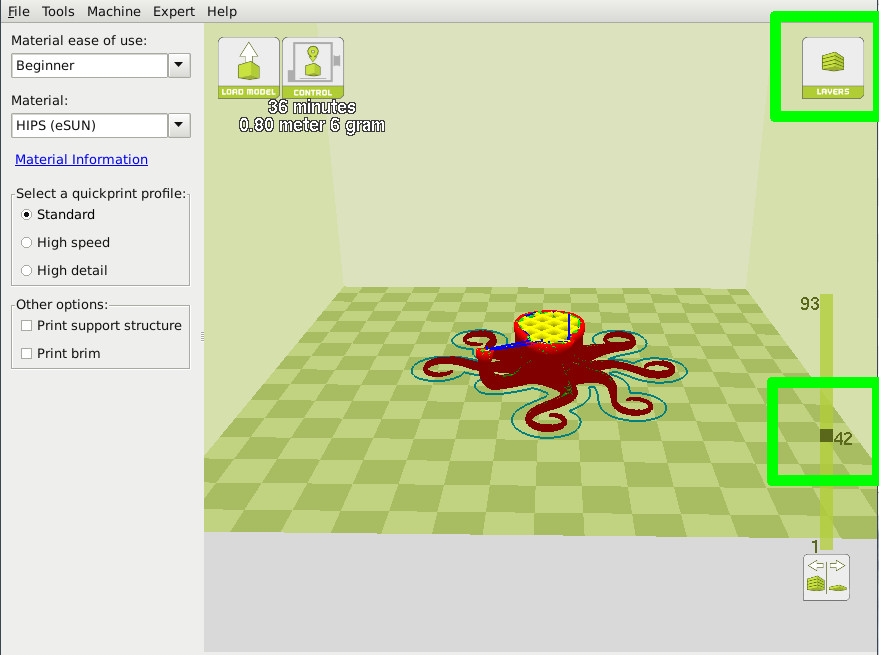 File Tools Machine Expert Help
Material ease of use:
Beginner
Material:
HIPS (eSUN)
Material Information
Select a quickprint profile:
Standard
High speed
High detail
Other options:
Print support structure
Print brim
LOAD MODEL
CONTROL
36 minutes
0.80 meter 6 gram
LAYERS
93
42
1